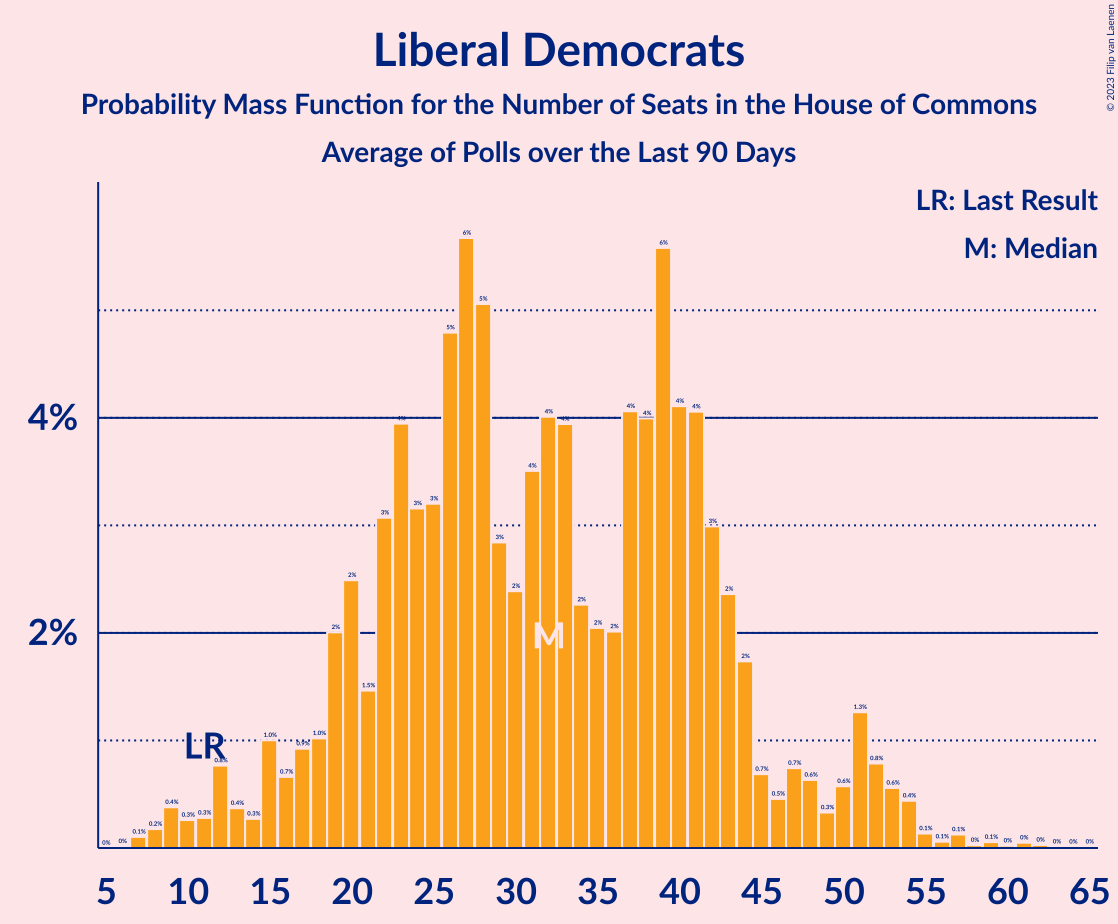 Liberal Democrats
Probability Mass Function for the Number of Seats in the House of Commons
Average of Polls over the Last 90 Days
© 2023 Filip van Laenen
LR: Last Result
M: Median
4%
2%
0% 0% 0.1% 0.2% 0.4% 0.3% 0.3% 0.8% 0.4% 0.3% 1.0% 0.7% 0.9% 1.0% 2% 2% 1.5% 3% 4% 3% 3% 5% 6% 5% 3% 2% 4% 4% 4% 2% 2% 2% 4% 4% 6% 4% 4% 3% 2% 2% 0.7% 0.5% 0.7% 0.6% 0.3% 0.6% 1.3% 0.8% 0.6% 0.4% 0.1% 0.1% 0.1% 0% 0.1% 0% 0% 0% 0% 0% 0%
LR
M
5 10 15 20 25 30 35 40 45 50 55 60 65